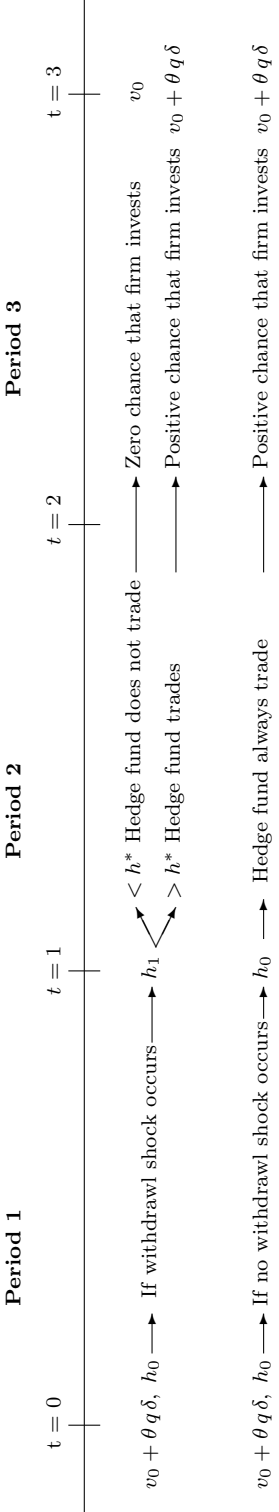 Period 1 Period 2 Period 3
t = 0 t = 1 t = 2 t = 3
v₀ + θ q δ, h₀ → If withdrawl shock occurs → h₁ < h* Hedge fund does not trade → Zero chance that firm invests v₀
> h* Hedge fund trades → Positive chance that firm invests v₀ + θ q δ
v₀ + θ q δ, h₀ → If no withdrawl shock occurs → h₀ → Hedge fund always trade → Positive chance that firm invests v₀ + θ q δ